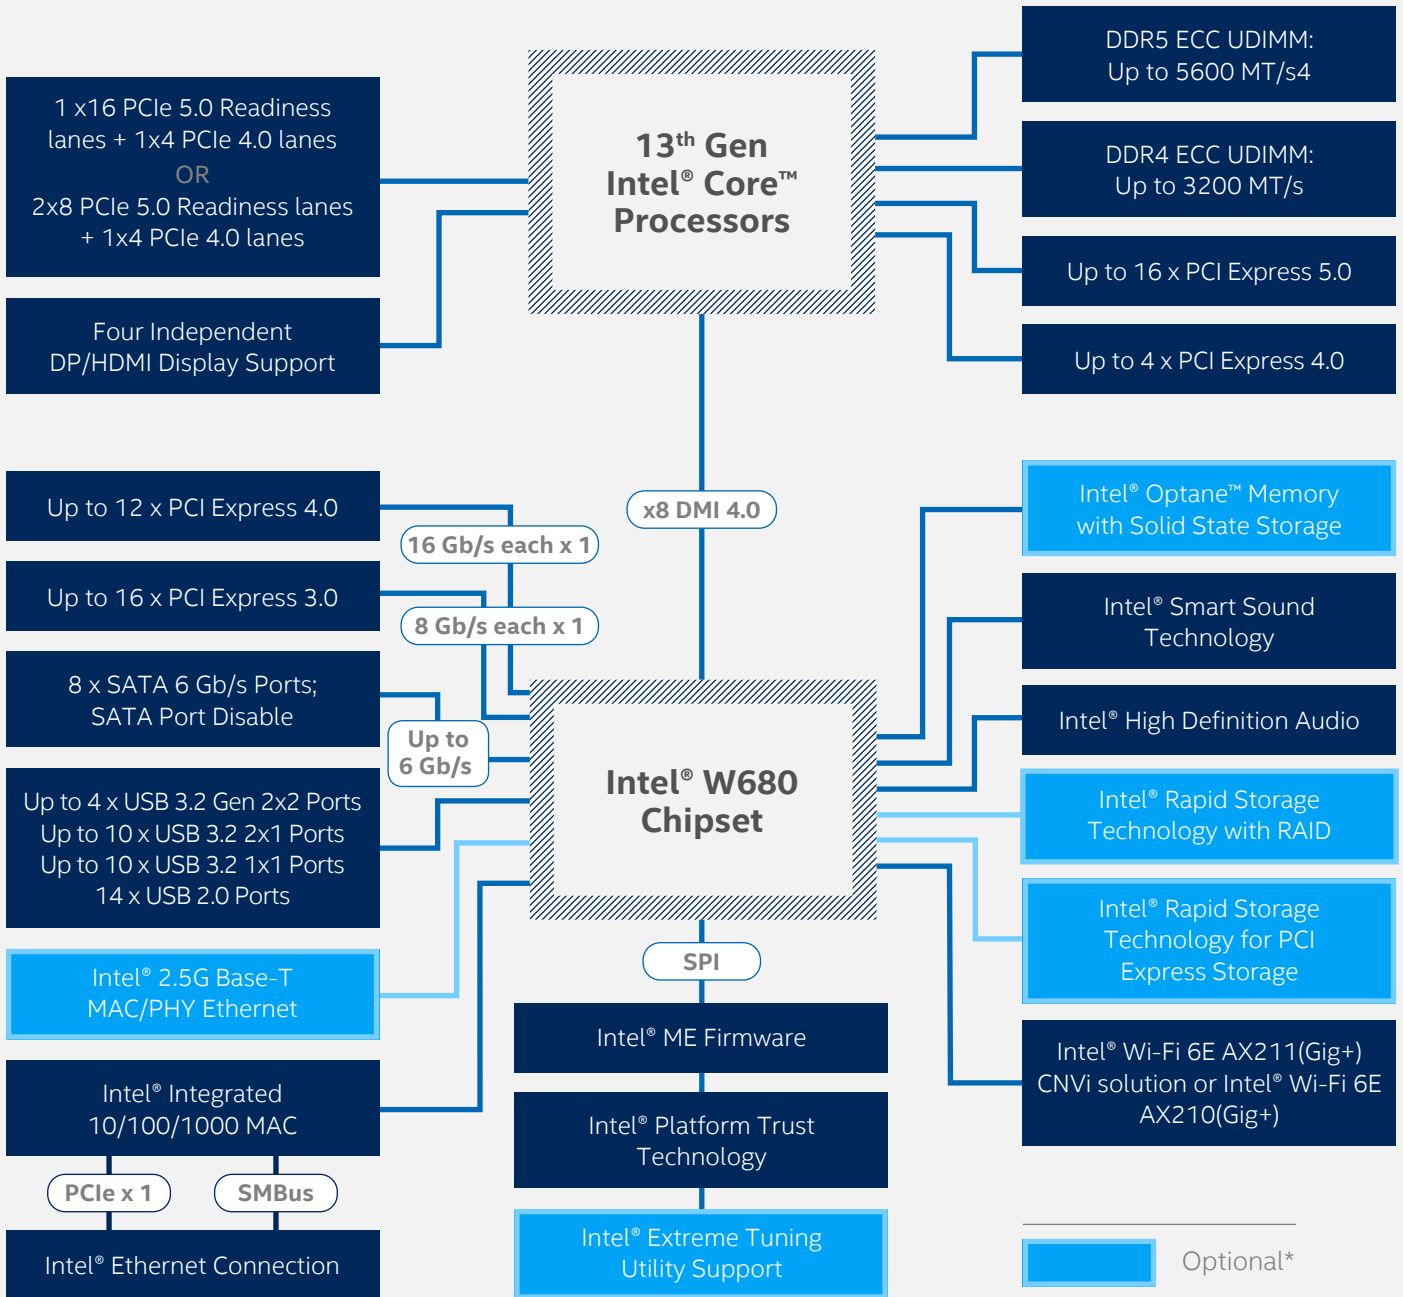 1 x16 PCIe 5.0 Readiness
lanes + 1x4 PCIe 4.0 lanes
OR
2x8 PCIe 5.0 Readiness lanes
+ 1x4 PCIe 4.0 lanes
Four Independent
DP/HDMI Display Support
13th Gen
Intel® Core™
Processors
DDR5 ECC UDIMM:
Up to 5600 MT/s4
DDR4 ECC UDIMM:
Up to 3200 MT/s
Up to 16 x PCI Express 5.0
Up to 4 x PCI Express 4.0
x8 DMI 4.0
Up to 12 x PCI Express 4.0
16 Gb/s each x 1
Up to 16 x PCI Express 3.0
8 Gb/s each x 1
8 x SATA 6 Gb/s Ports;
SATA Port Disable
Up to
6 Gb/s
Up to 4 x USB 3.2 Gen 2x2 Ports
Up to 10 x USB 3.2 2x1 Ports
Up to 10 x USB 3.2 1x1 Ports
14 x USB 2.0 Ports
Intel® 2.5G Base-T
MAC/PHY Ethernet
Intel® Integrated
10/100/1000 MAC
PCIe x 1
SMBus
Intel® Ethernet Connection
Intel® W680
Chipset
SPI
Intel® ME Firmware
Intel® Platform Trust
Technology
Intel® Extreme Tuning
Utility Support
Intel® Optane™ Memory
with Solid State Storage
Intel® Smart Sound
Technology
Intel® High Definition Audio
Intel® Rapid Storage
Technology with RAID
Intel® Rapid Storage
Technology for PCI
Express Storage
Intel® Wi-Fi 6E AX211(Gig+)
CNVi solution or Intel® Wi-Fi 6E
AX210(Gig+)
Optional*